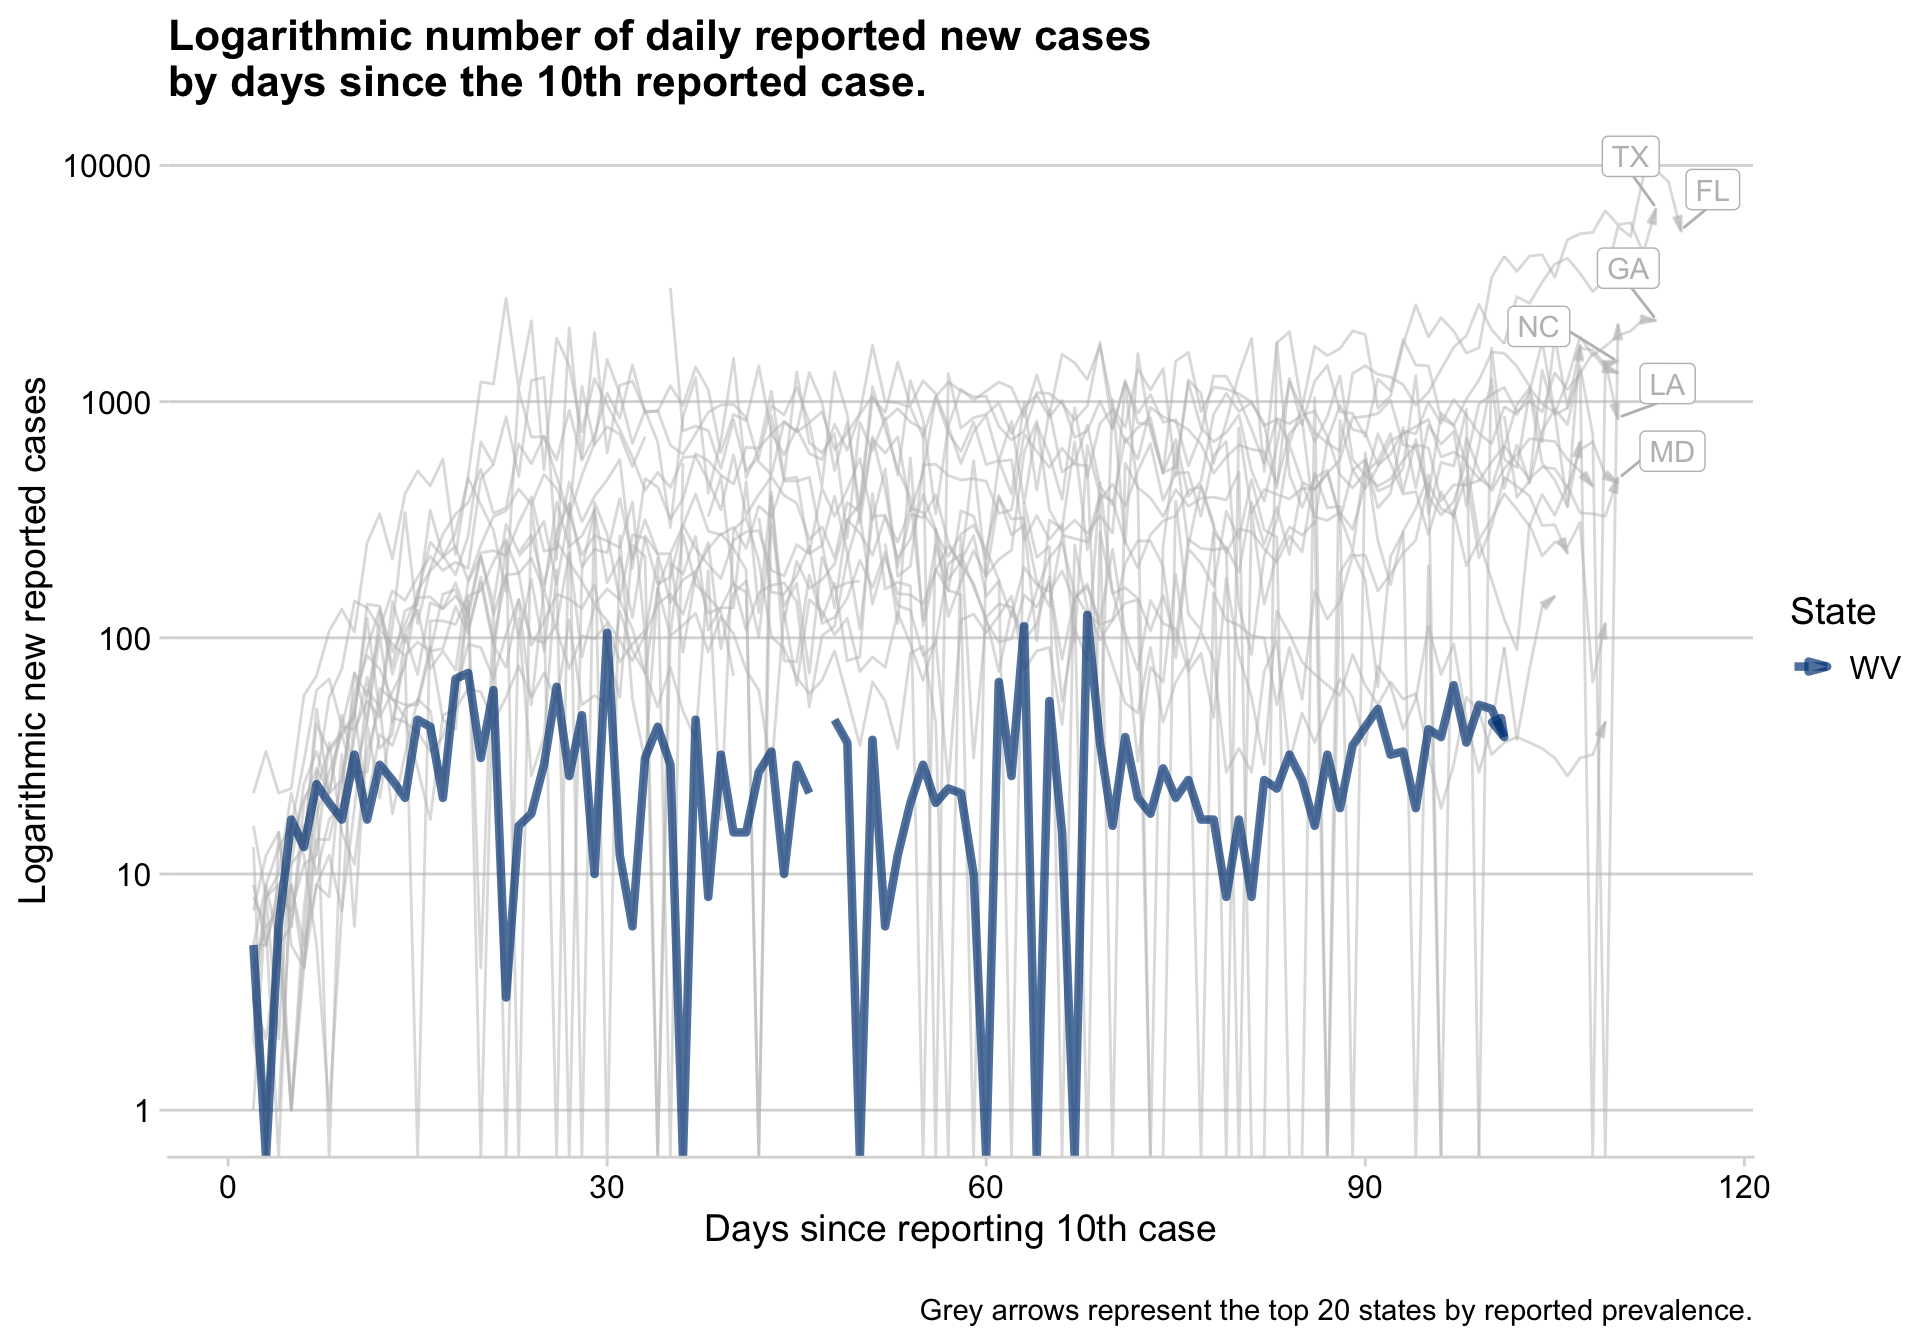 Logarithmic number of daily reported new cases
by days since the 10th reported case.
10000
1000
100
10
1
Logarithmic new reported cases
TX
FL
GA
NC
LA
MD
State
WV
0
30
60
90
120
Days since reporting 10th case
Grey arrows represent the top 20 states by reported prevalence.